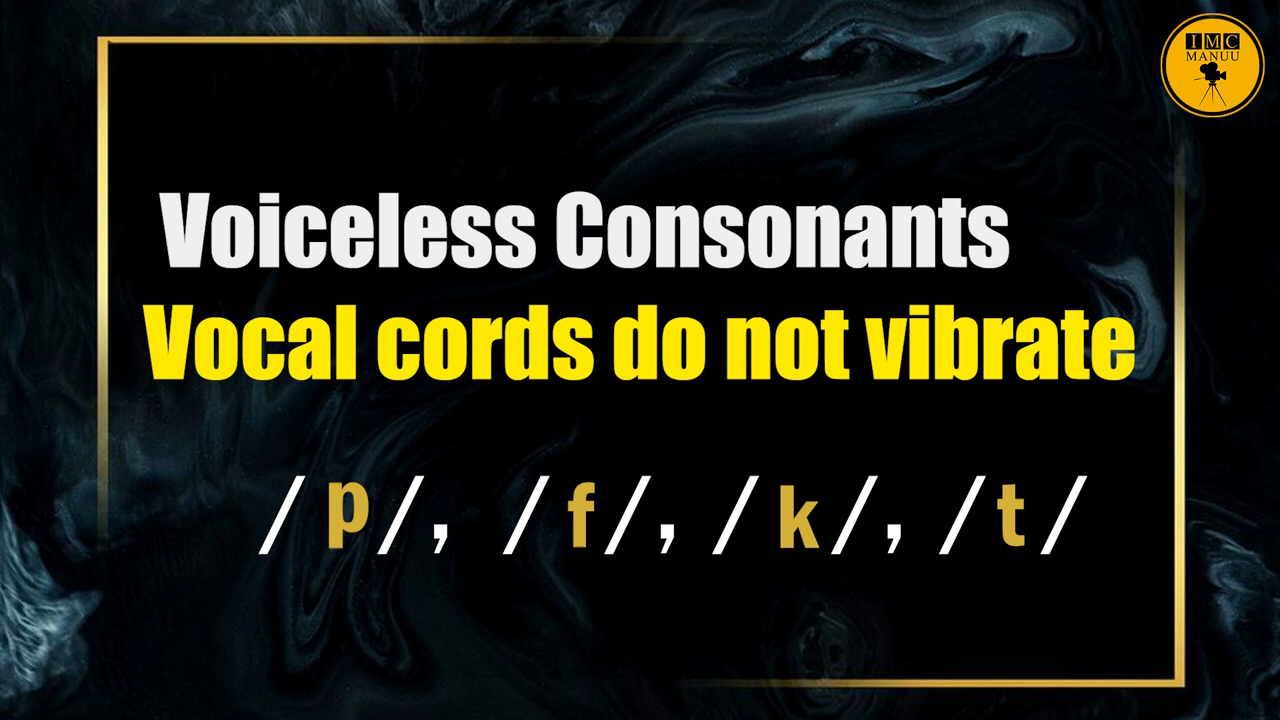 IMC
MANUU
Voiceless Consonants
Vocal cords do not vibrate
/p/, /f/, /k/, /t/